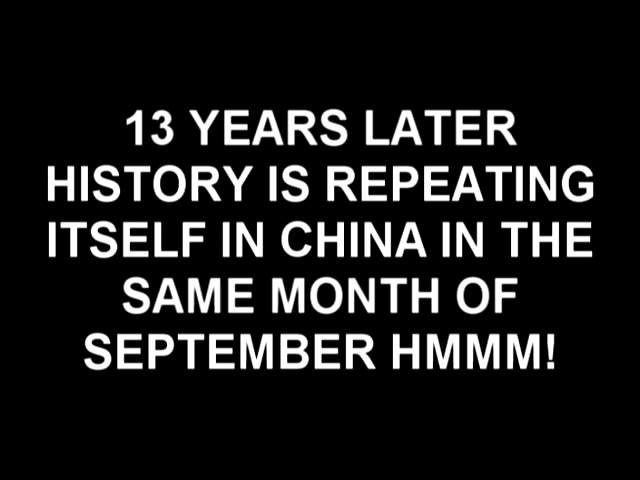 13 YEARS LATER
HISTORY IS REPEATING
ITSELF IN CHINA IN THE
SAME MONTH OF
SEPTEMBER HMMM!